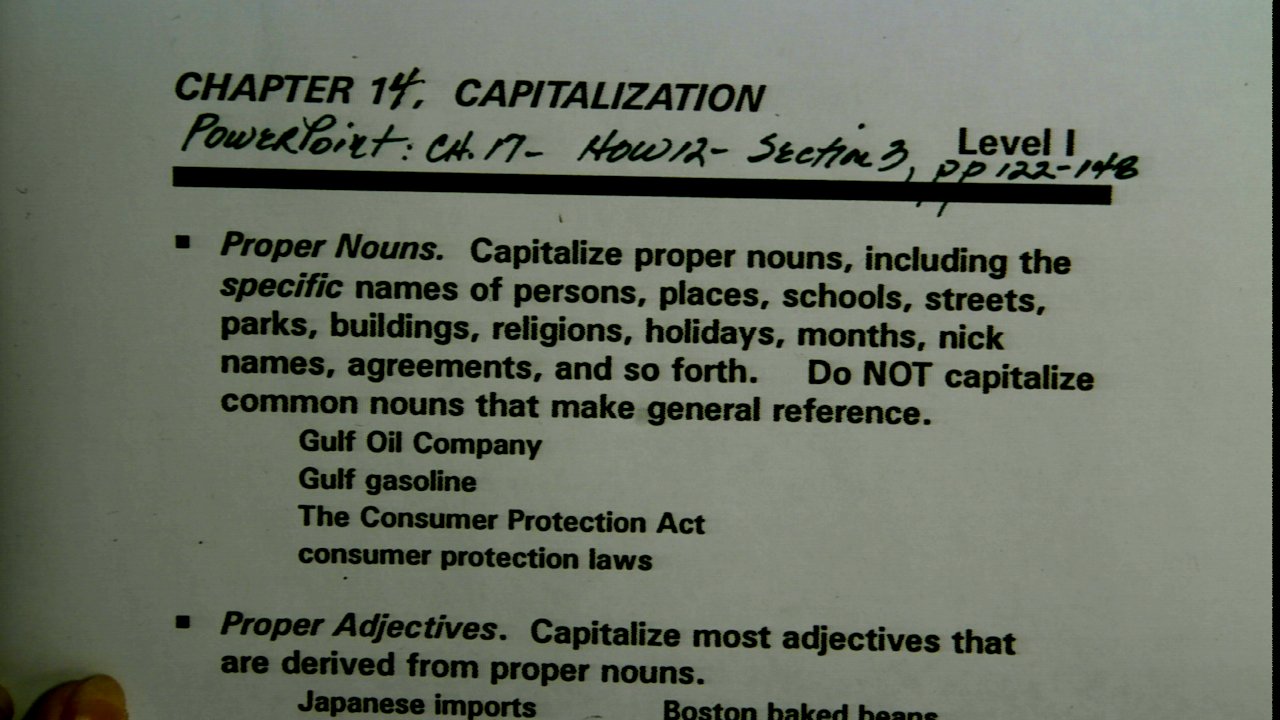 CHAPTER 14, CAPITALIZATION
PowerPoint: CH. 17- HOW12- Section 3, pp 122-148
Level I
▪ Proper Nouns. Capitalize proper nouns, including the
specific names of persons, places, schools, streets,
parks, buildings, religions, holidays, months, nick
names, agreements, and so forth. Do NOT capitalize
common nouns that make general reference.
Gulf Oil Company
Gulf gasoline
The Consumer Protection Act
consumer protection laws
▪ Proper Adjectives. Capitalize most adjectives that
are derived from proper nouns.
Japanese imports Boston baked beans